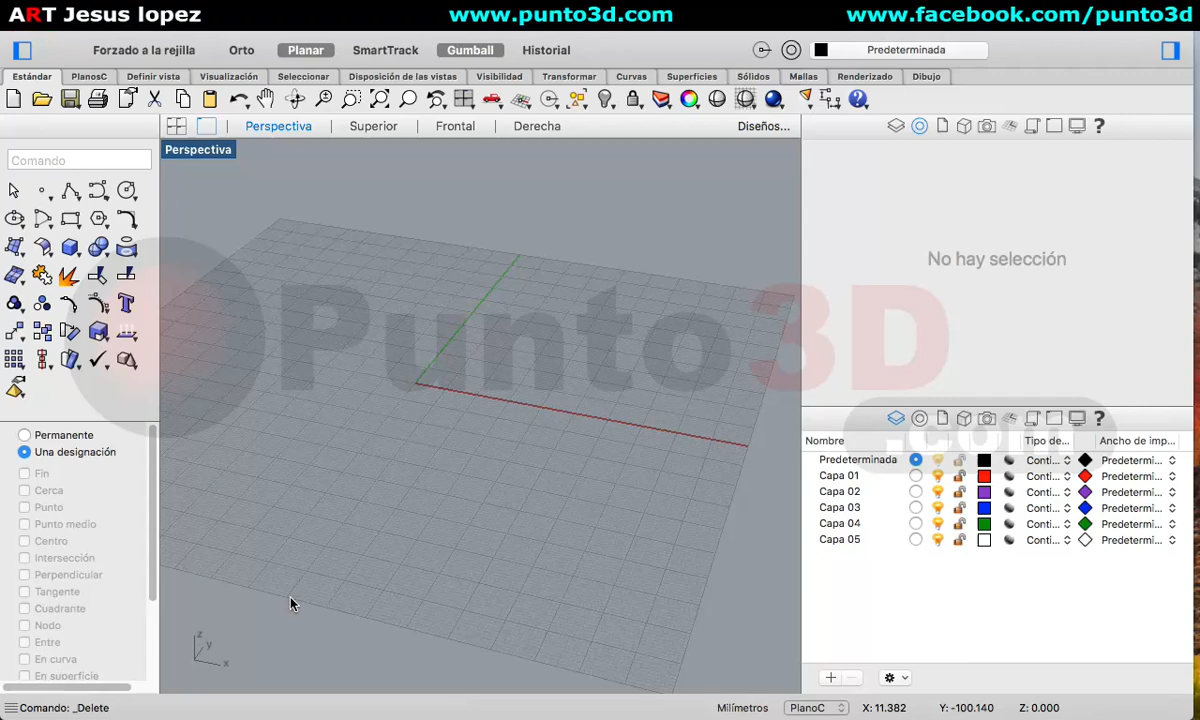 ART Jesus lopez www.punto3d.com www.facebook.com/punto3d
Forzado a la rejilla Orto Planar SmartTrack Gumball Historial Predeterminada
Estándar PlanosC Definir vista Visualización Seleccionar Disposición de las vistas Visibilidad Transformar Curvas Superficies Sólidos Mallas Renderizado Dibujo
Perspectiva Superior Frontal Derecha Diseños...
Perspectiva
Comando
No hay selección
Punto3D
.com
Permanente
Una designación
Fin
Cerca
Punto
Punto medio
Centro
Intersección
Perpendicular
Tangente
Cuadrante
Nodo
Entre
En curva
En superficie
Nombre Tipo de... Ancho de imp...
Predeterminada Conti... Predetermi...
Capa 01 Conti... Predetermi...
Capa 02 Conti... Predetermi...
Capa 03 Conti... Predetermi...
Capa 04 Conti... Predetermi...
Capa 05 Conti... Predetermi...
z
y
x
Comando: _Delete Milímetros PlanoC X: 11.382 Y: -100.140 Z: 0.000